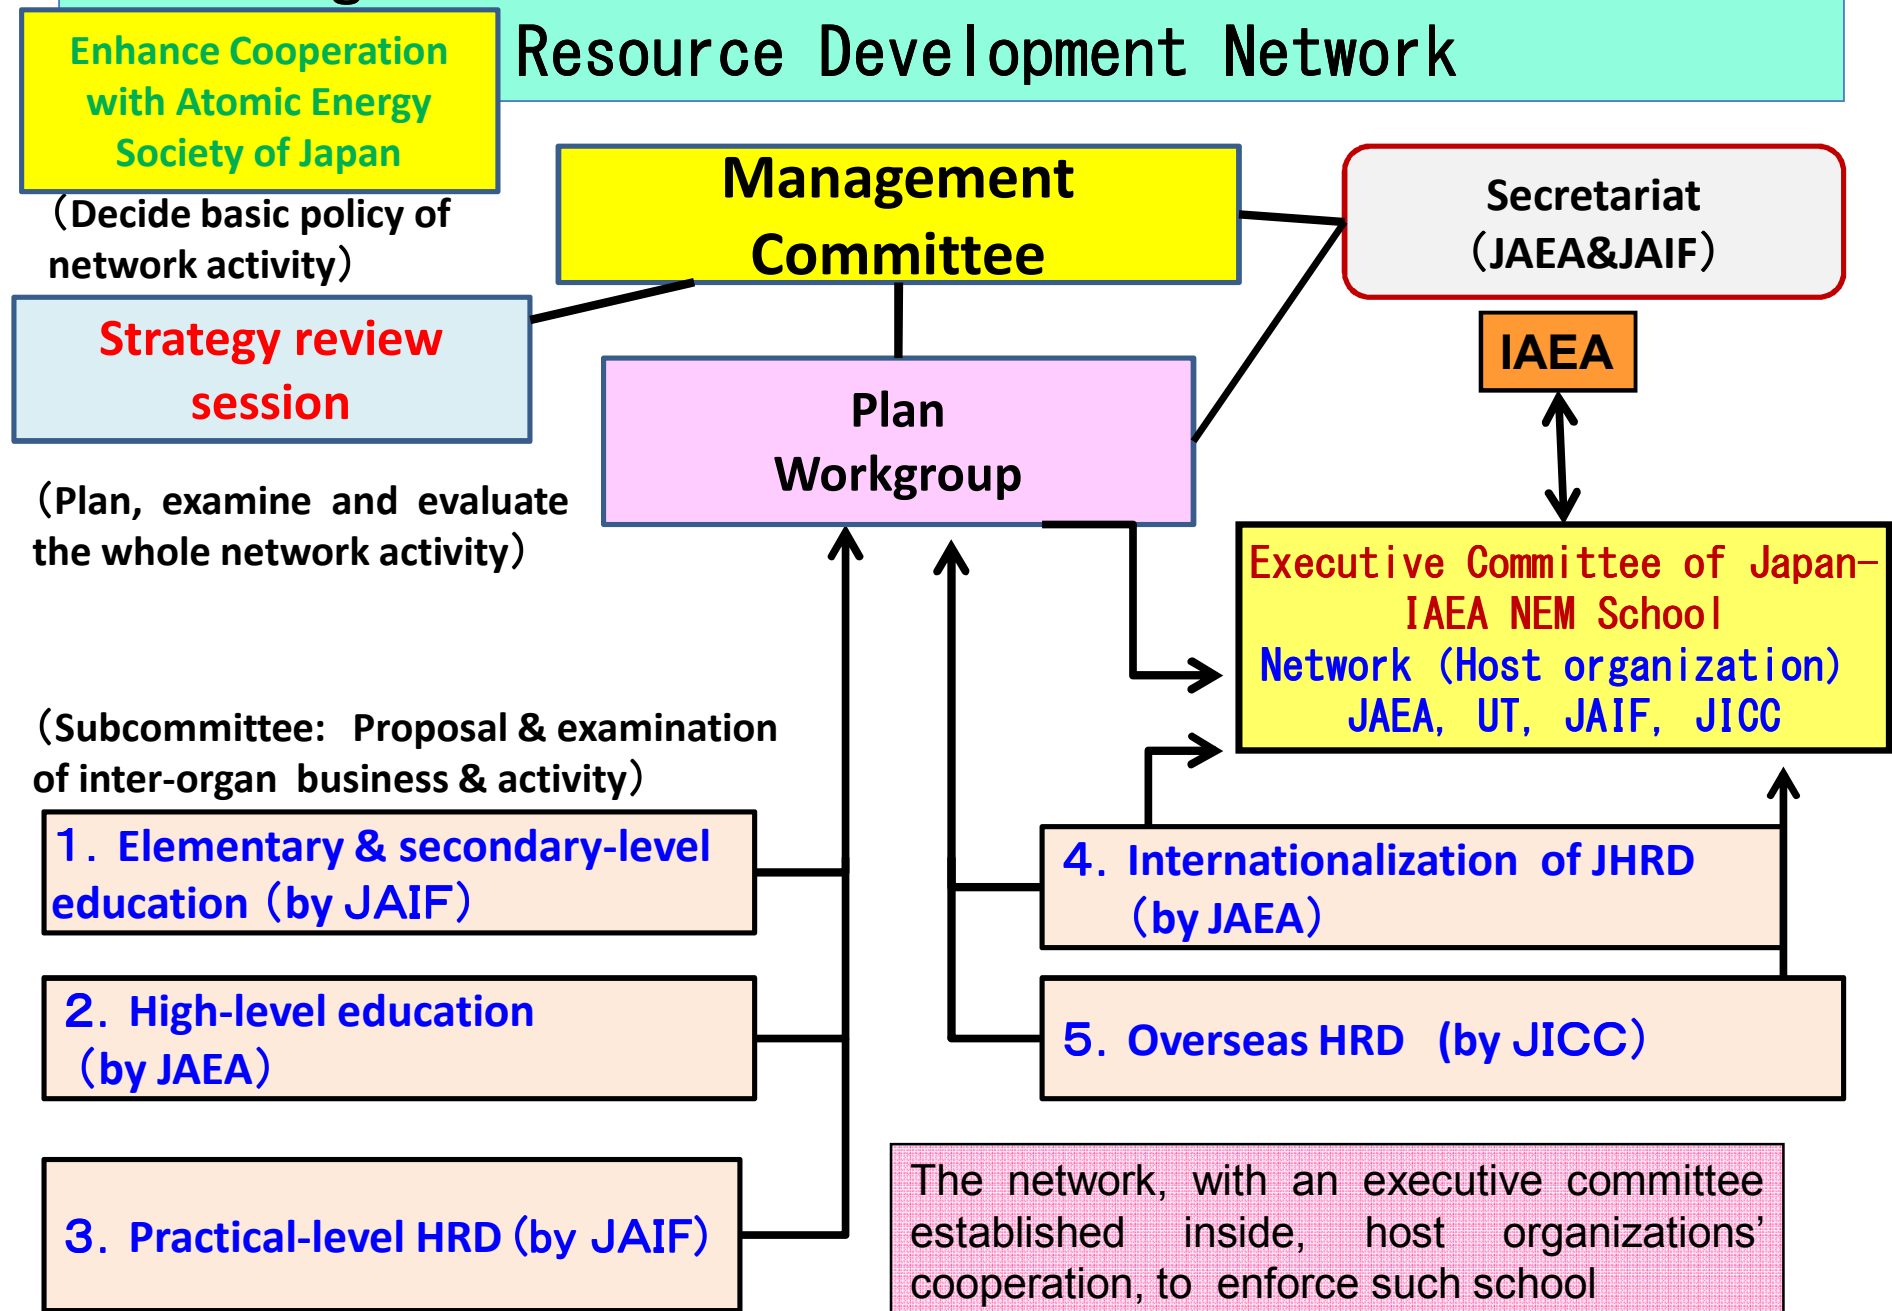 Resource Development Network
Enhance Cooperation
with Atomic Energy
Society of Japan
（Decide basic policy of
network activity）
Management
Committee
Secretariat
（JAEA&JAIF）
Strategy review
session
IAEA
Plan
Workgroup
（Plan, examine and evaluate
the whole network activity）
Executive Committee of Japan-
IAEA NEM School
Network (Host organization)
JAEA, UT, JAIF, JICC
（Subcommittee: Proposal & examination
of inter-organ business & activity）
１．Elementary & secondary-level
education（by JAIF）
２．High-level education
（by JAEA）
３．Practical-level HRD（by JAIF）
４．Internationalization of JHRD
（by JAEA）
５．Overseas HRD (by JICC）
The network, with an executive committee
established inside, host organizations’
cooperation, to enforce such school